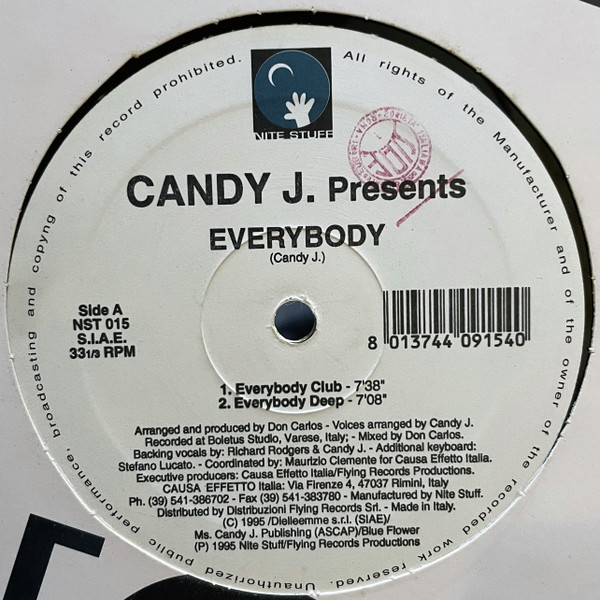 All rights of the Manufacturer and of the owner of the recorded work reserved. Unauthorized public performance, broadcasting and copyng of this record prohibited.
NITE STUFF
CANDY J. Presents
EVERYBODY
(Candy J.)
Side A
NST 015
S.I.A.E.
331/3 RPM
8 013744 091540
1. Everybody Club - 7'38"
2. Everybody Deep - 7'08"
Arranged and produced by Don Carlos - Voices arranged by Candy J.
Recorded at Boletus Studio, Varese, Italy; - Mixed by Don Carlos.
Backing vocals by: Richard Rodgers & Candy J. - Additional keyboard:
Stefano Lucato. - Coordinated by: Maurizio Clemente for Causa Effetto Italia.
Executive producers: Causa Effetto Italia/Flying Records Productions.
CAUSA EFFETTO Italia: Via Firenze 4, 47037 Rimini, Italy
Ph. (39) 541-386702 - Fax (39) 541-383780 - Manufactured by Nite Stuff.
Distributed by Distribuzioni Flying Records Srl. - Made in Italy.
(C) 1995 /Dielleemme s.r.l. (SIAE)/
Ms. Candy J. Publishing (ASCAP)/Blue Flower
(P) 1995 Nite Stuff/Flying Records Productions